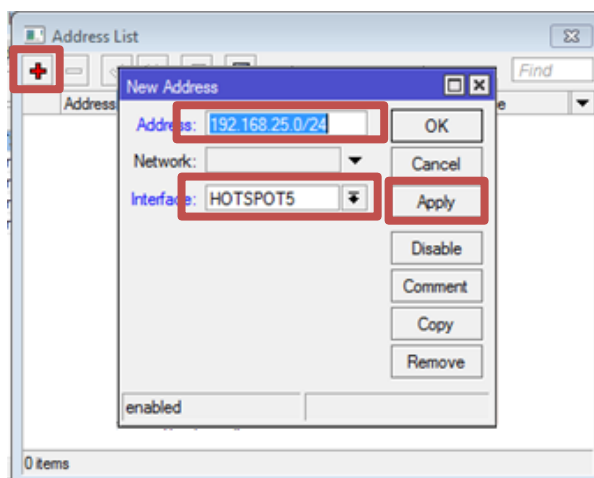 Address List
Find
New Address
Address
e
Address: 192.168.25.0/24
OK
Network:
Cancel
Interface: HOTSPOT5
Apply
Disable
Comment
Copy
Remove
enabled
0 items